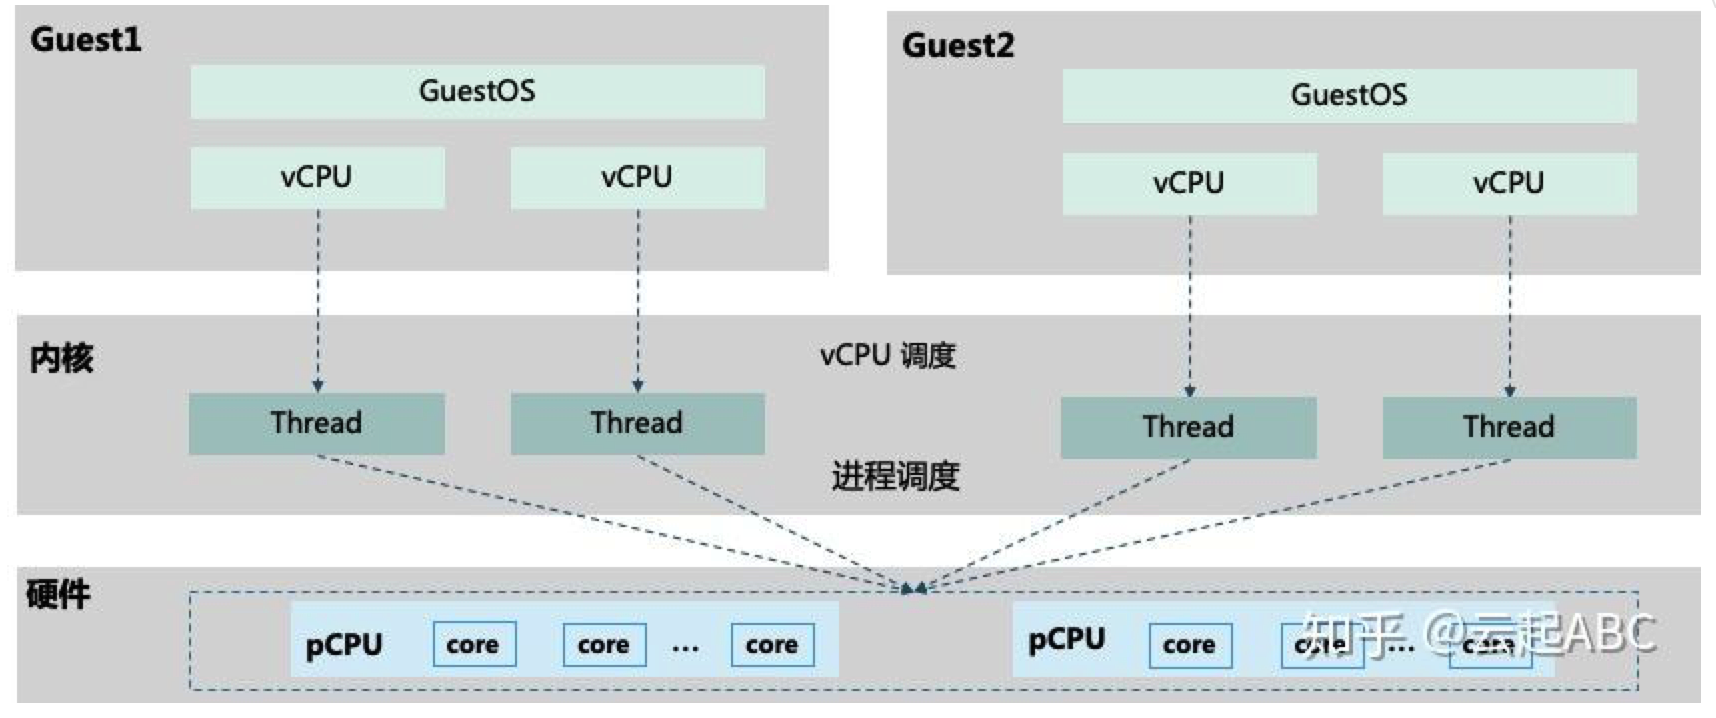 Guest1
GuestOS
vCPU
vCPU
Guest2
GuestOS
vCPU
vCPU
内核
vCPU 调度
Thread
Thread
Thread
Thread
进程调度
硬件
pCPU
core
core
...
core
pCPU
core
core
...
core
知乎 @云起ABC